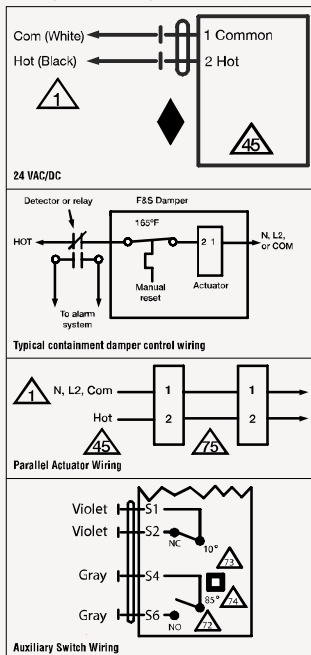 Com (White)
1 Common
Hot (Black)
2 Hot
1
45
24 VAC/DC
Detector or relay
F&S Damper
165°F
HOT
2 1
N, L2,
or COM
Manual
reset
Actuator
To alarm
system
Typical containment damper control wiring
1
N, L2, Com
1
1
Hot
2
2
45
75
Parallel Actuator Wiring
Violet
S1
Violet
S2
NC
10°
73
Gray
S4
85°
74
Gray
S6
NO
72
Auxiliary Switch Wiring